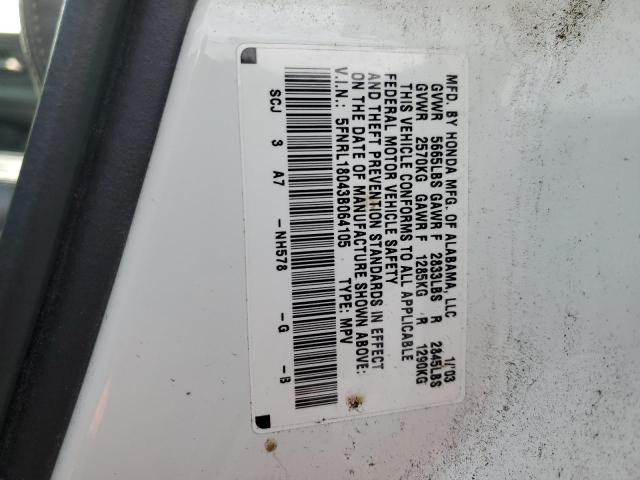 MFD. BY HONDA MFG. OF ALABAMA, LLC 1/'03
GVWR 5665LBS GAWR F 2833LBS R 2845LBS
GVWR 2570KG GAWR F 1285KG R 1290KG
THIS VEHICLE CONFORMS TO ALL APPLICABLE
FEDERAL MOTOR VEHICLE SAFETY
AND THEFT PREVENTION STANDARDS IN EFFECT
ON THE DATE OF MANUFACTURE SHOWN ABOVE.
V.I.N.: 5FNRL18043B064105 TYPE: MPV
SCJ 3 A7 -NH578 -G -B